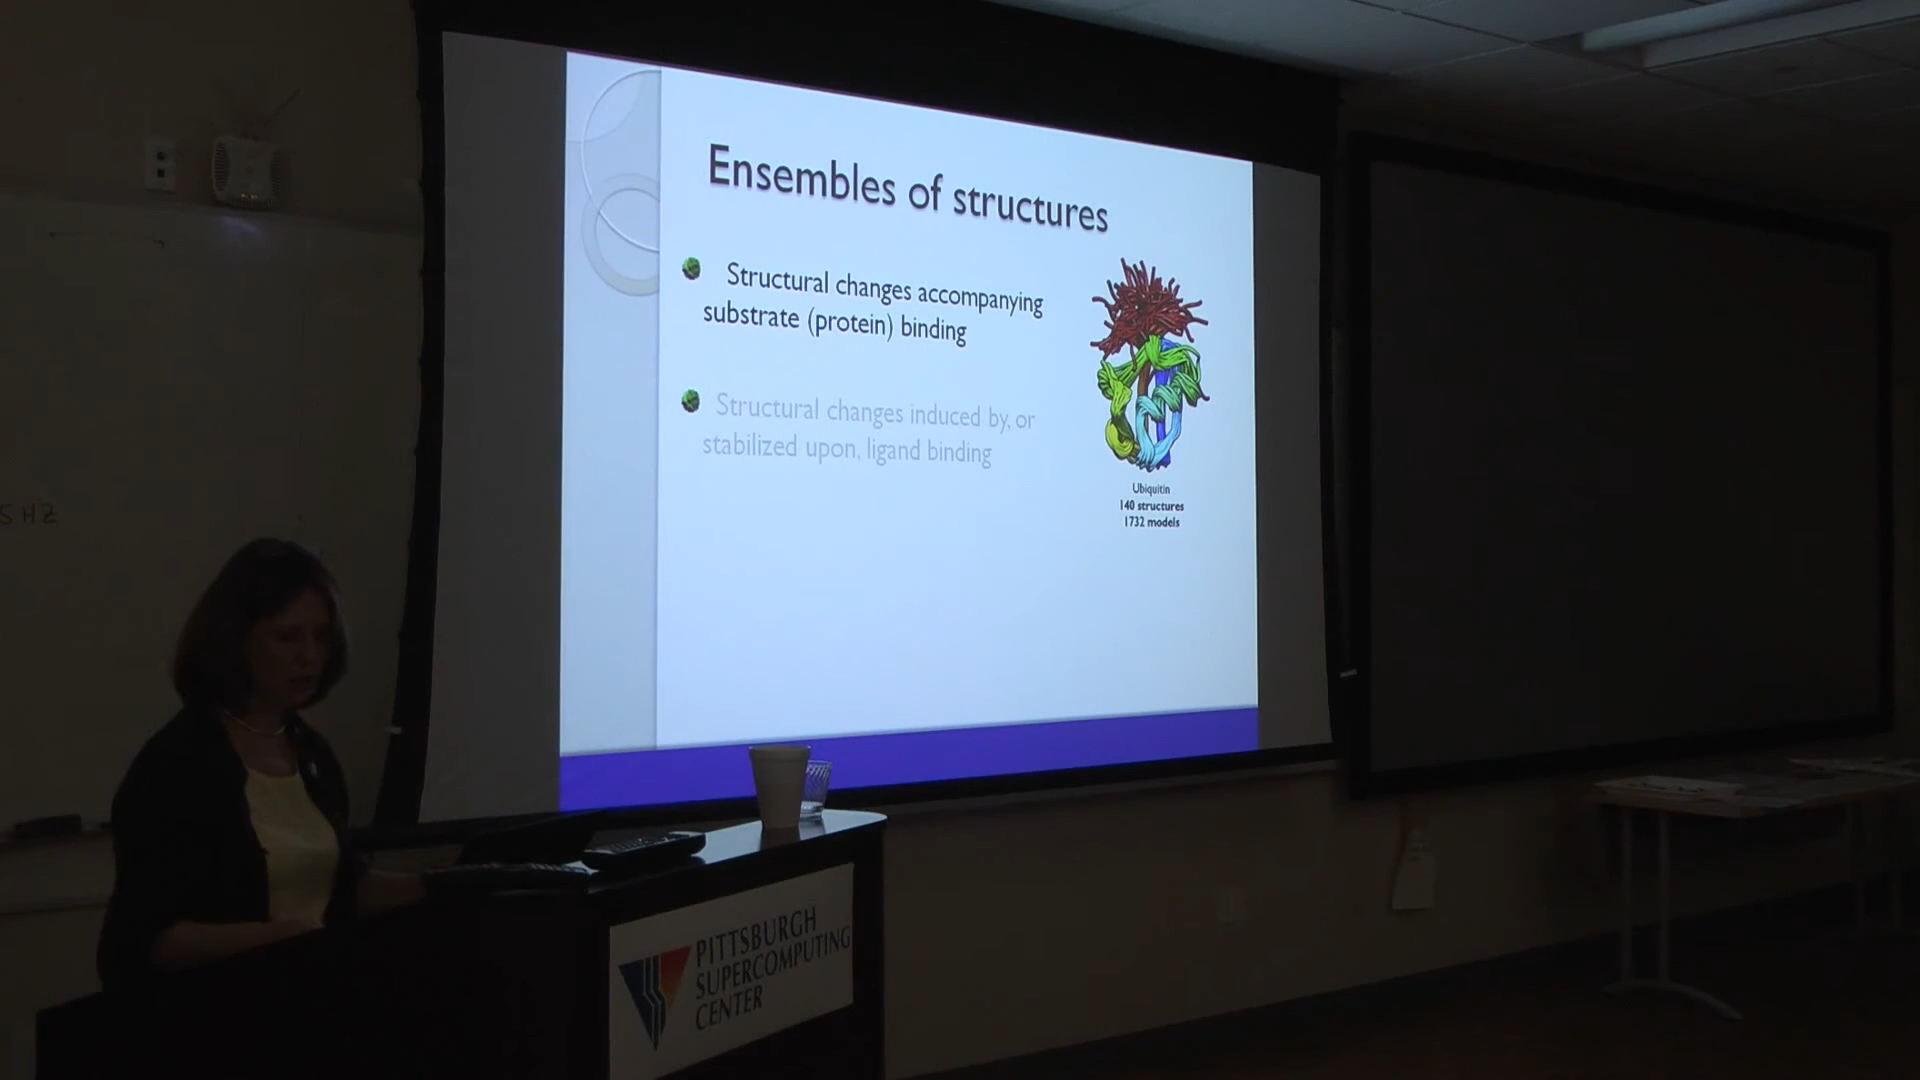 Ensembles of structures
Structural changes accompanying
substrate (protein) binding
Structural changes induced by, or
stabilized upon, ligand binding
Ubiquitin
140 structures
1732 models
SHZ
PITTSBURGH
SUPERCOMPUTING
CENTER